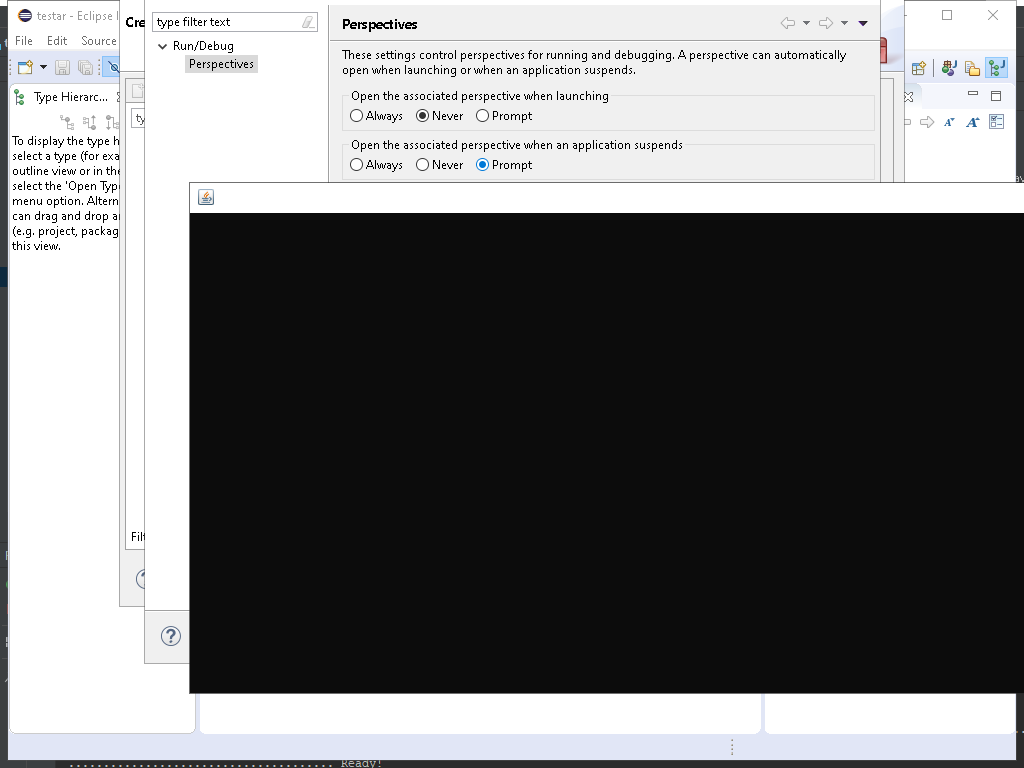 testar - Eclipse I
File Edit Source
Type Hierarc...
To display the type h
select a type (for exa
outline view or in the
select the 'Open Type
menu option. Altern
can drag and drop a
(e.g. project, packag
this view.
Cre
ty
Filt
type filter text
Run/Debug
Perspectives
Perspectives
These settings control perspectives for running and debugging. A perspective can automatically
open when launching or when an application suspends.
Open the associated perspective when launching
Always Never Prompt
Open the associated perspective when an application suspends
Always Never Prompt
Ready!